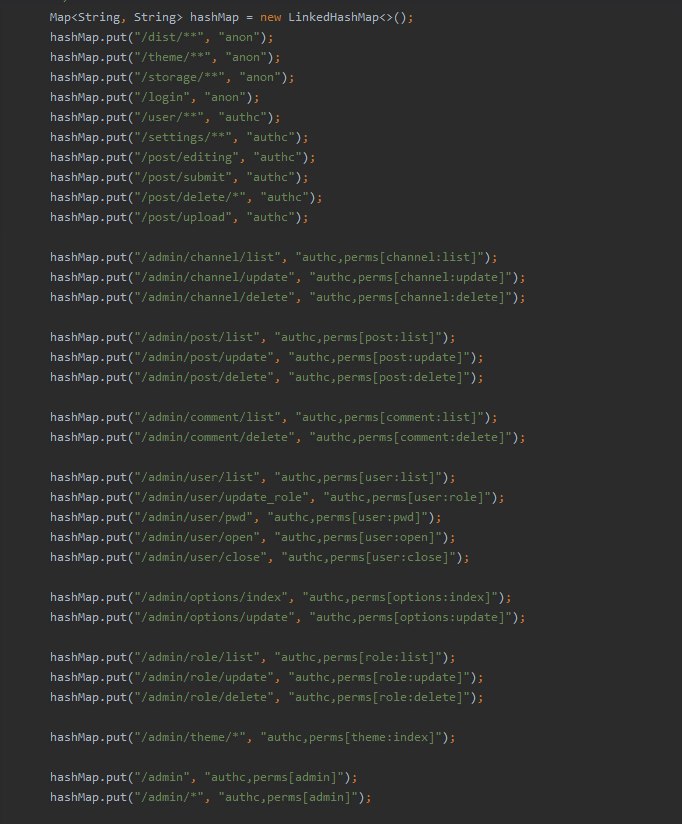 Map<String, String> hashMap = new LinkedHashMap<>();
hashMap.put("/dist/**", "anon");
hashMap.put("/theme/**", "anon");
hashMap.put("/storage/**", "anon");
hashMap.put("/login", "anon");
hashMap.put("/user/**", "authc");
hashMap.put("/settings/**", "authc");
hashMap.put("/post/editing", "authc");
hashMap.put("/post/submit", "authc");
hashMap.put("/post/delete/*", "authc");
hashMap.put("/post/upload", "authc");
hashMap.put("/admin/channel/list", "authc,perms[channel:list]");
hashMap.put("/admin/channel/update", "authc,perms[channel:update]");
hashMap.put("/admin/channel/delete", "authc,perms[channel:delete]");
hashMap.put("/admin/post/list", "authc,perms[post:list]");
hashMap.put("/admin/post/update", "authc,perms[post:update]");
hashMap.put("/admin/post/delete", "authc,perms[post:delete]");
hashMap.put("/admin/comment/list", "authc,perms[comment:list]");
hashMap.put("/admin/comment/delete", "authc,perms[comment:delete]");
hashMap.put("/admin/user/list", "authc,perms[user:list]");
hashMap.put("/admin/user/update_role", "authc,perms[user:role]");
hashMap.put("/admin/user/pwd", "authc,perms[user:pwd]");
hashMap.put("/admin/user/open", "authc,perms[user:open]");
hashMap.put("/admin/user/close", "authc,perms[user:close]");
hashMap.put("/admin/options/index", "authc,perms[options:index]");
hashMap.put("/admin/options/update", "authc,perms[options:update]");
hashMap.put("/admin/role/list", "authc,perms[role:list]");
hashMap.put("/admin/role/update", "authc,perms[role:update]");
hashMap.put("/admin/role/delete", "authc,perms[role:delete]");
hashMap.put("/admin/theme/*", "authc,perms[theme:index]");
hashMap.put("/admin", "authc,perms[admin]");
hashMap.put("/admin/*", "authc,perms[admin]");